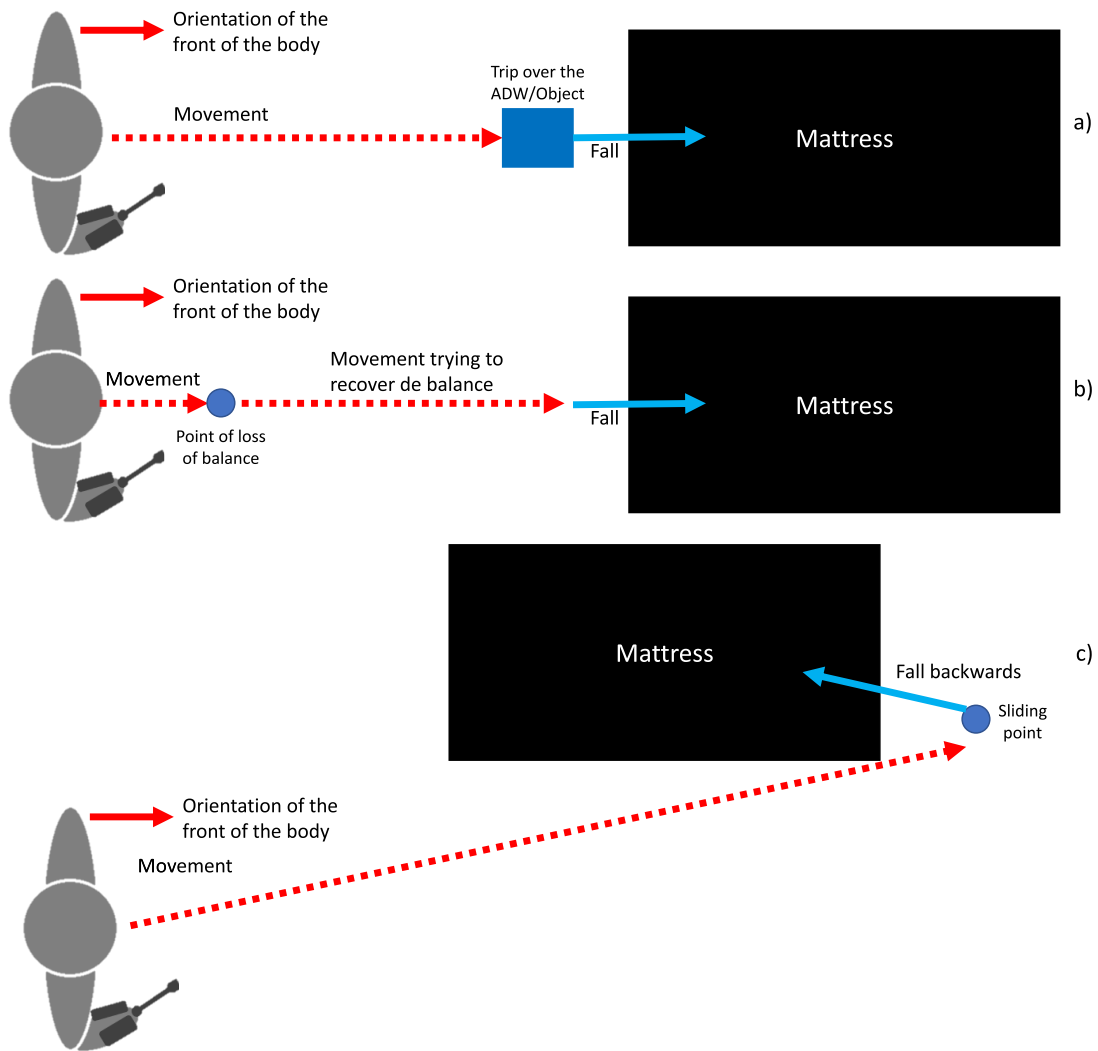 Orientation of the
front of the body
Trip over the
ADW/Object
Movement
Fall
Mattress
a)
Orientation of the
front of the body
Movement
Movement trying to
recover de balance
Point of loss
of balance
Fall
Mattress
b)
Mattress
c)
Fall backwards
Sliding
point
Orientation of the
front of the body
Movement